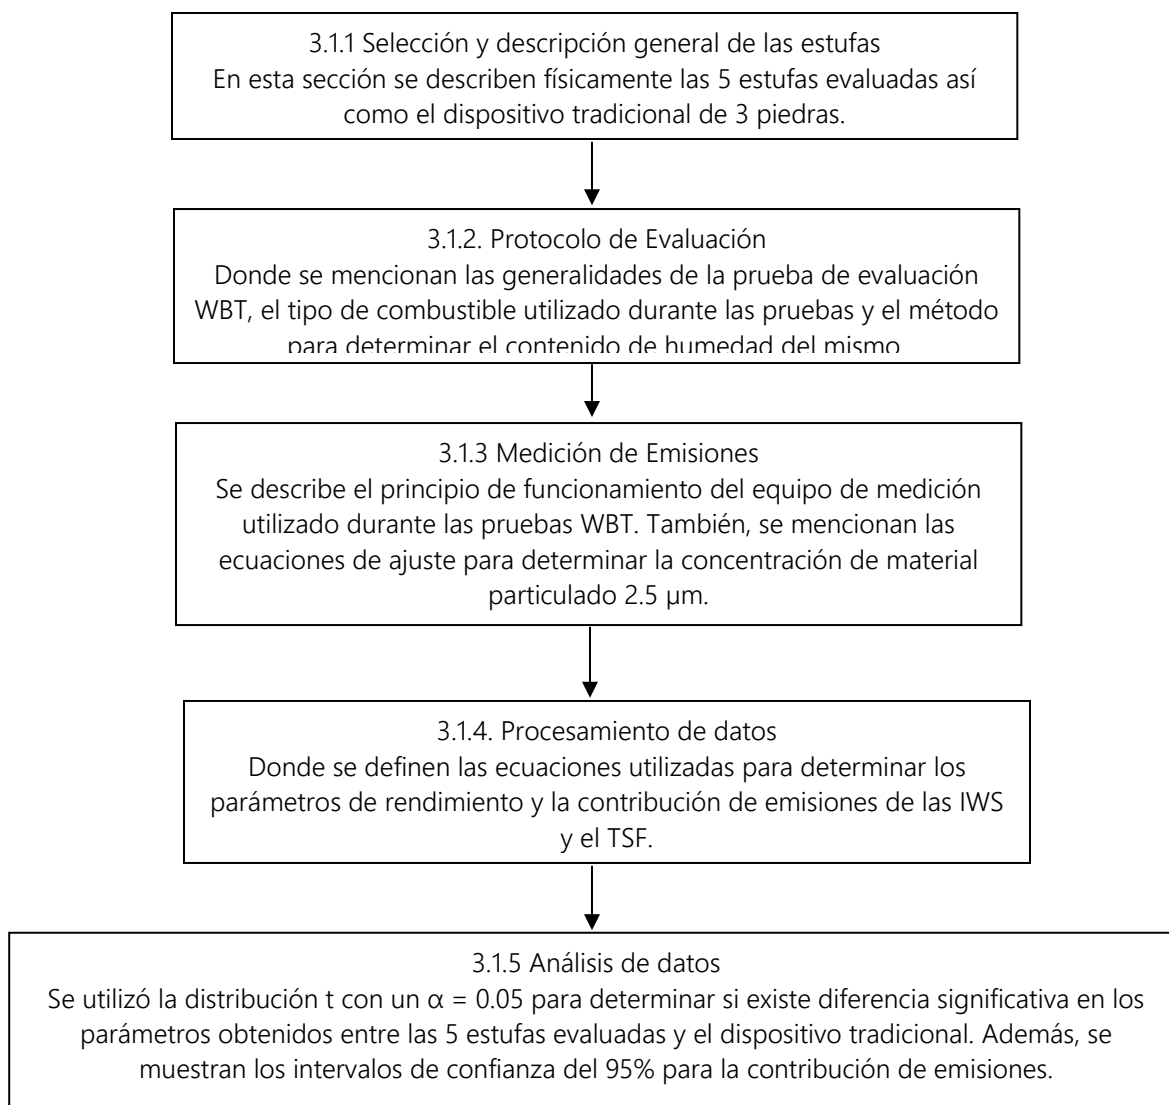 3.1.1 Selección y descripción general de las estufas
En esta sección se describen físicamente las 5 estufas evaluadas así
como el dispositivo tradicional de 3 piedras.
3.1.2. Protocolo de Evaluación
Donde se mencionan las generalidades de la prueba de evaluación
WBT, el tipo de combustible utilizado durante las pruebas y el método
para determinar el contenido de humedad del mismo
3.1.3 Medición de Emisiones
Se describe el principio de funcionamiento del equipo de medición
utilizado durante las pruebas WBT. También, se mencionan las
ecuaciones de ajuste para determinar la concentración de material
particulado 2.5 µm.
3.1.4. Procesamiento de datos
Donde se definen las ecuaciones utilizadas para determinar los
parámetros de rendimiento y la contribución de emisiones de las IWS
y el TSF.
3.1.5 Análisis de datos
Se utilizó la distribución t con un α = 0.05 para determinar si existe diferencia significativa en los
parámetros obtenidos entre las 5 estufas evaluadas y el dispositivo tradicional. Además, se
muestran los intervalos de confianza del 95% para la contribución de emisiones.